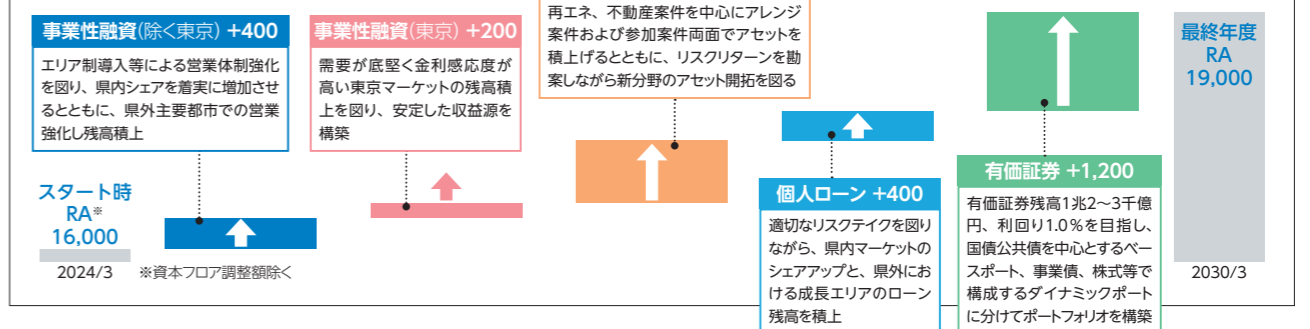 事業性融資(除く東京) +400
エリア制導入等による営業体制強化
を図り、県内シェアを着実に増加させ
るとともに、県外主要都市での営業
強化し残高積上
事業性融資(東京) +200
需要が底堅く金利感応度が
高い東京マーケットの残高積
上を図り、安定した収益源を
構築
再エネ、不動産案件を中心にアレンジ
案件および参加案件両面でアセットを
積上げるとともに、リスクリターンを勘
案しながら新分野のアセット開拓を図る
個人ローン +400
適切なリスクテイクを図り
ながら、県内マーケットの
シェアアップと、県外にお
ける成長エリアのローン
残高を積上
有価証券 +1,200
有価証券残高1兆2～3千億
円、利回り1.0％を目指し、
国債公共債を中心とするベー
スポート、事業債、株式等で
構成するダイナミックポート
に分けてポートフォリオを構築
最終年度
RA
19,000
2030/3
スタート時
RA※
16,000
2024/3
※資本フロア調整額除く